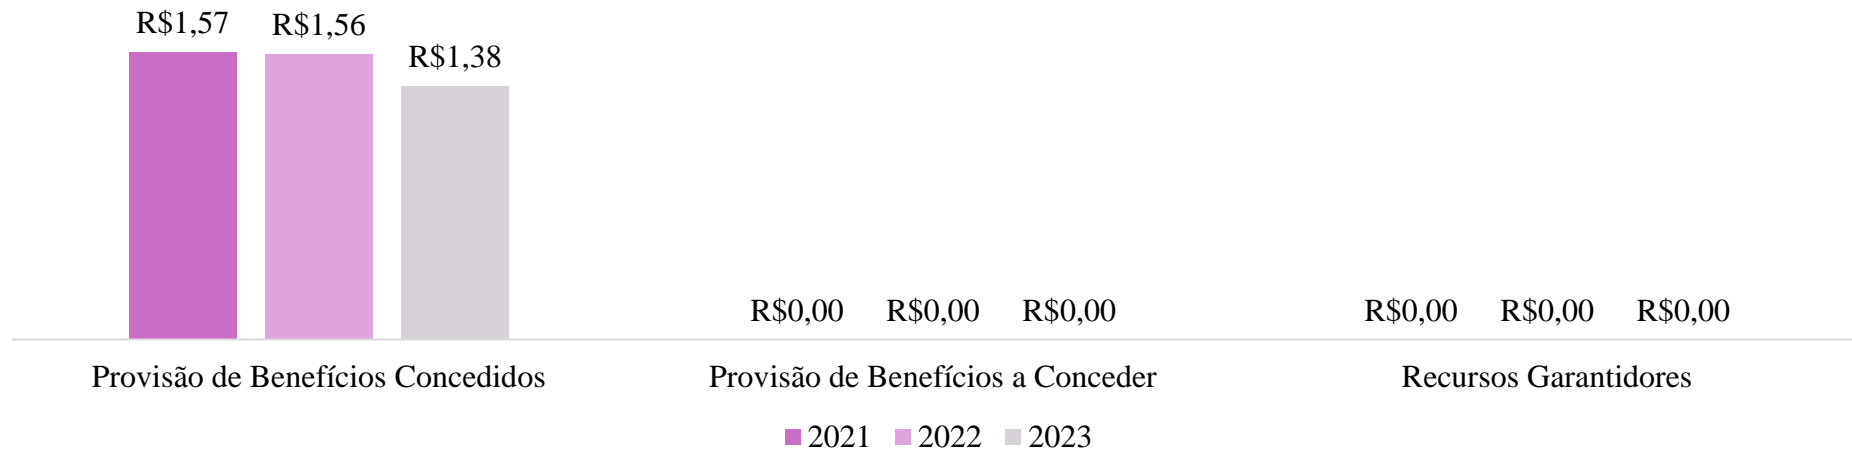 R$1,57 R$1,56 R$1,38
R$0,00 R$0,00 R$0,00 R$0,00 R$0,00 R$0,00
Provisão de Benefícios Concedidos Provisão de Benefícios a Conceder Recursos Garantidores
2021 2022 2023